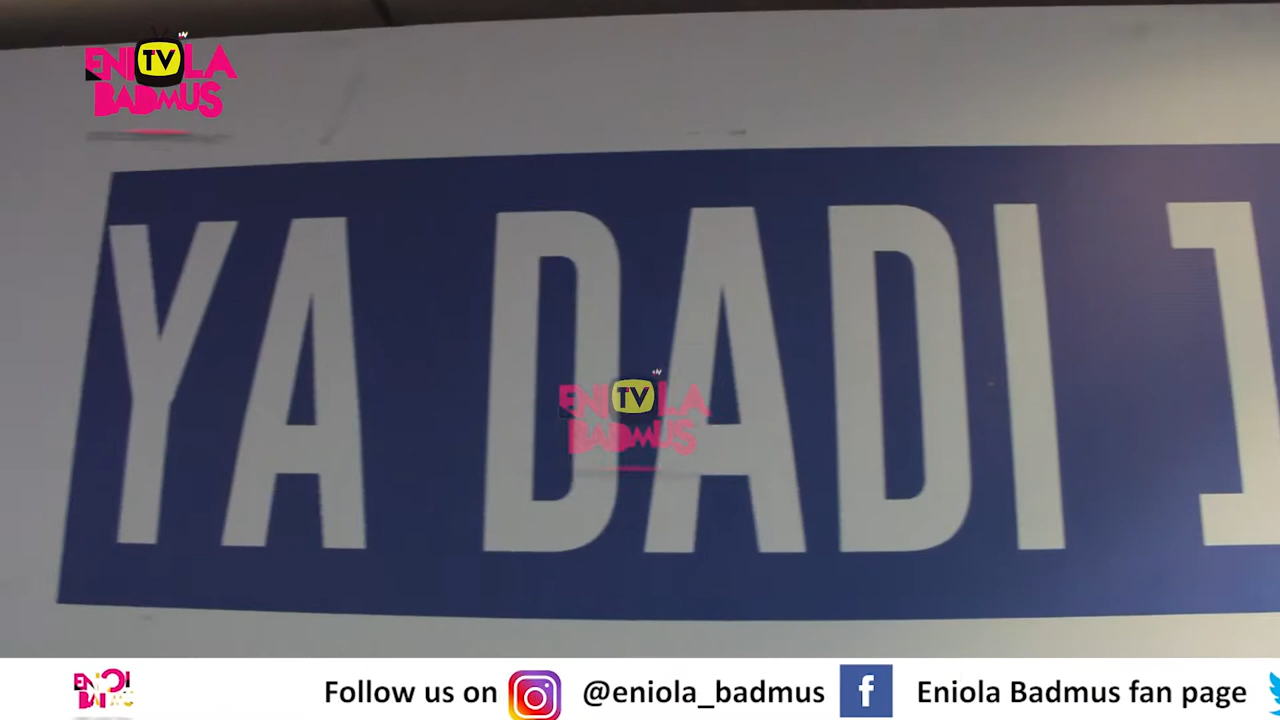 ENIOLA TV
BADMUS
YA DADI
ENIOLA TV
BADMUS
Follow us on @eniola_badmus Eniola Badmus fan page